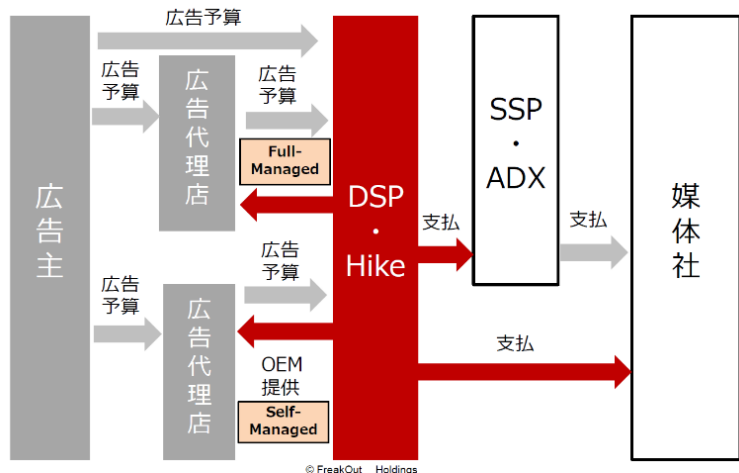 広告予算
広告
予算
広告
予算
広告代理店
Full-
Managed
広告主
DSP
・
Hike
SSP
・
ADX
媒体社
支払
支払
広告
予算
広告
予算
広告代理店
OEM
提供
Self-
Managed
支払
© FreakOut Holdings